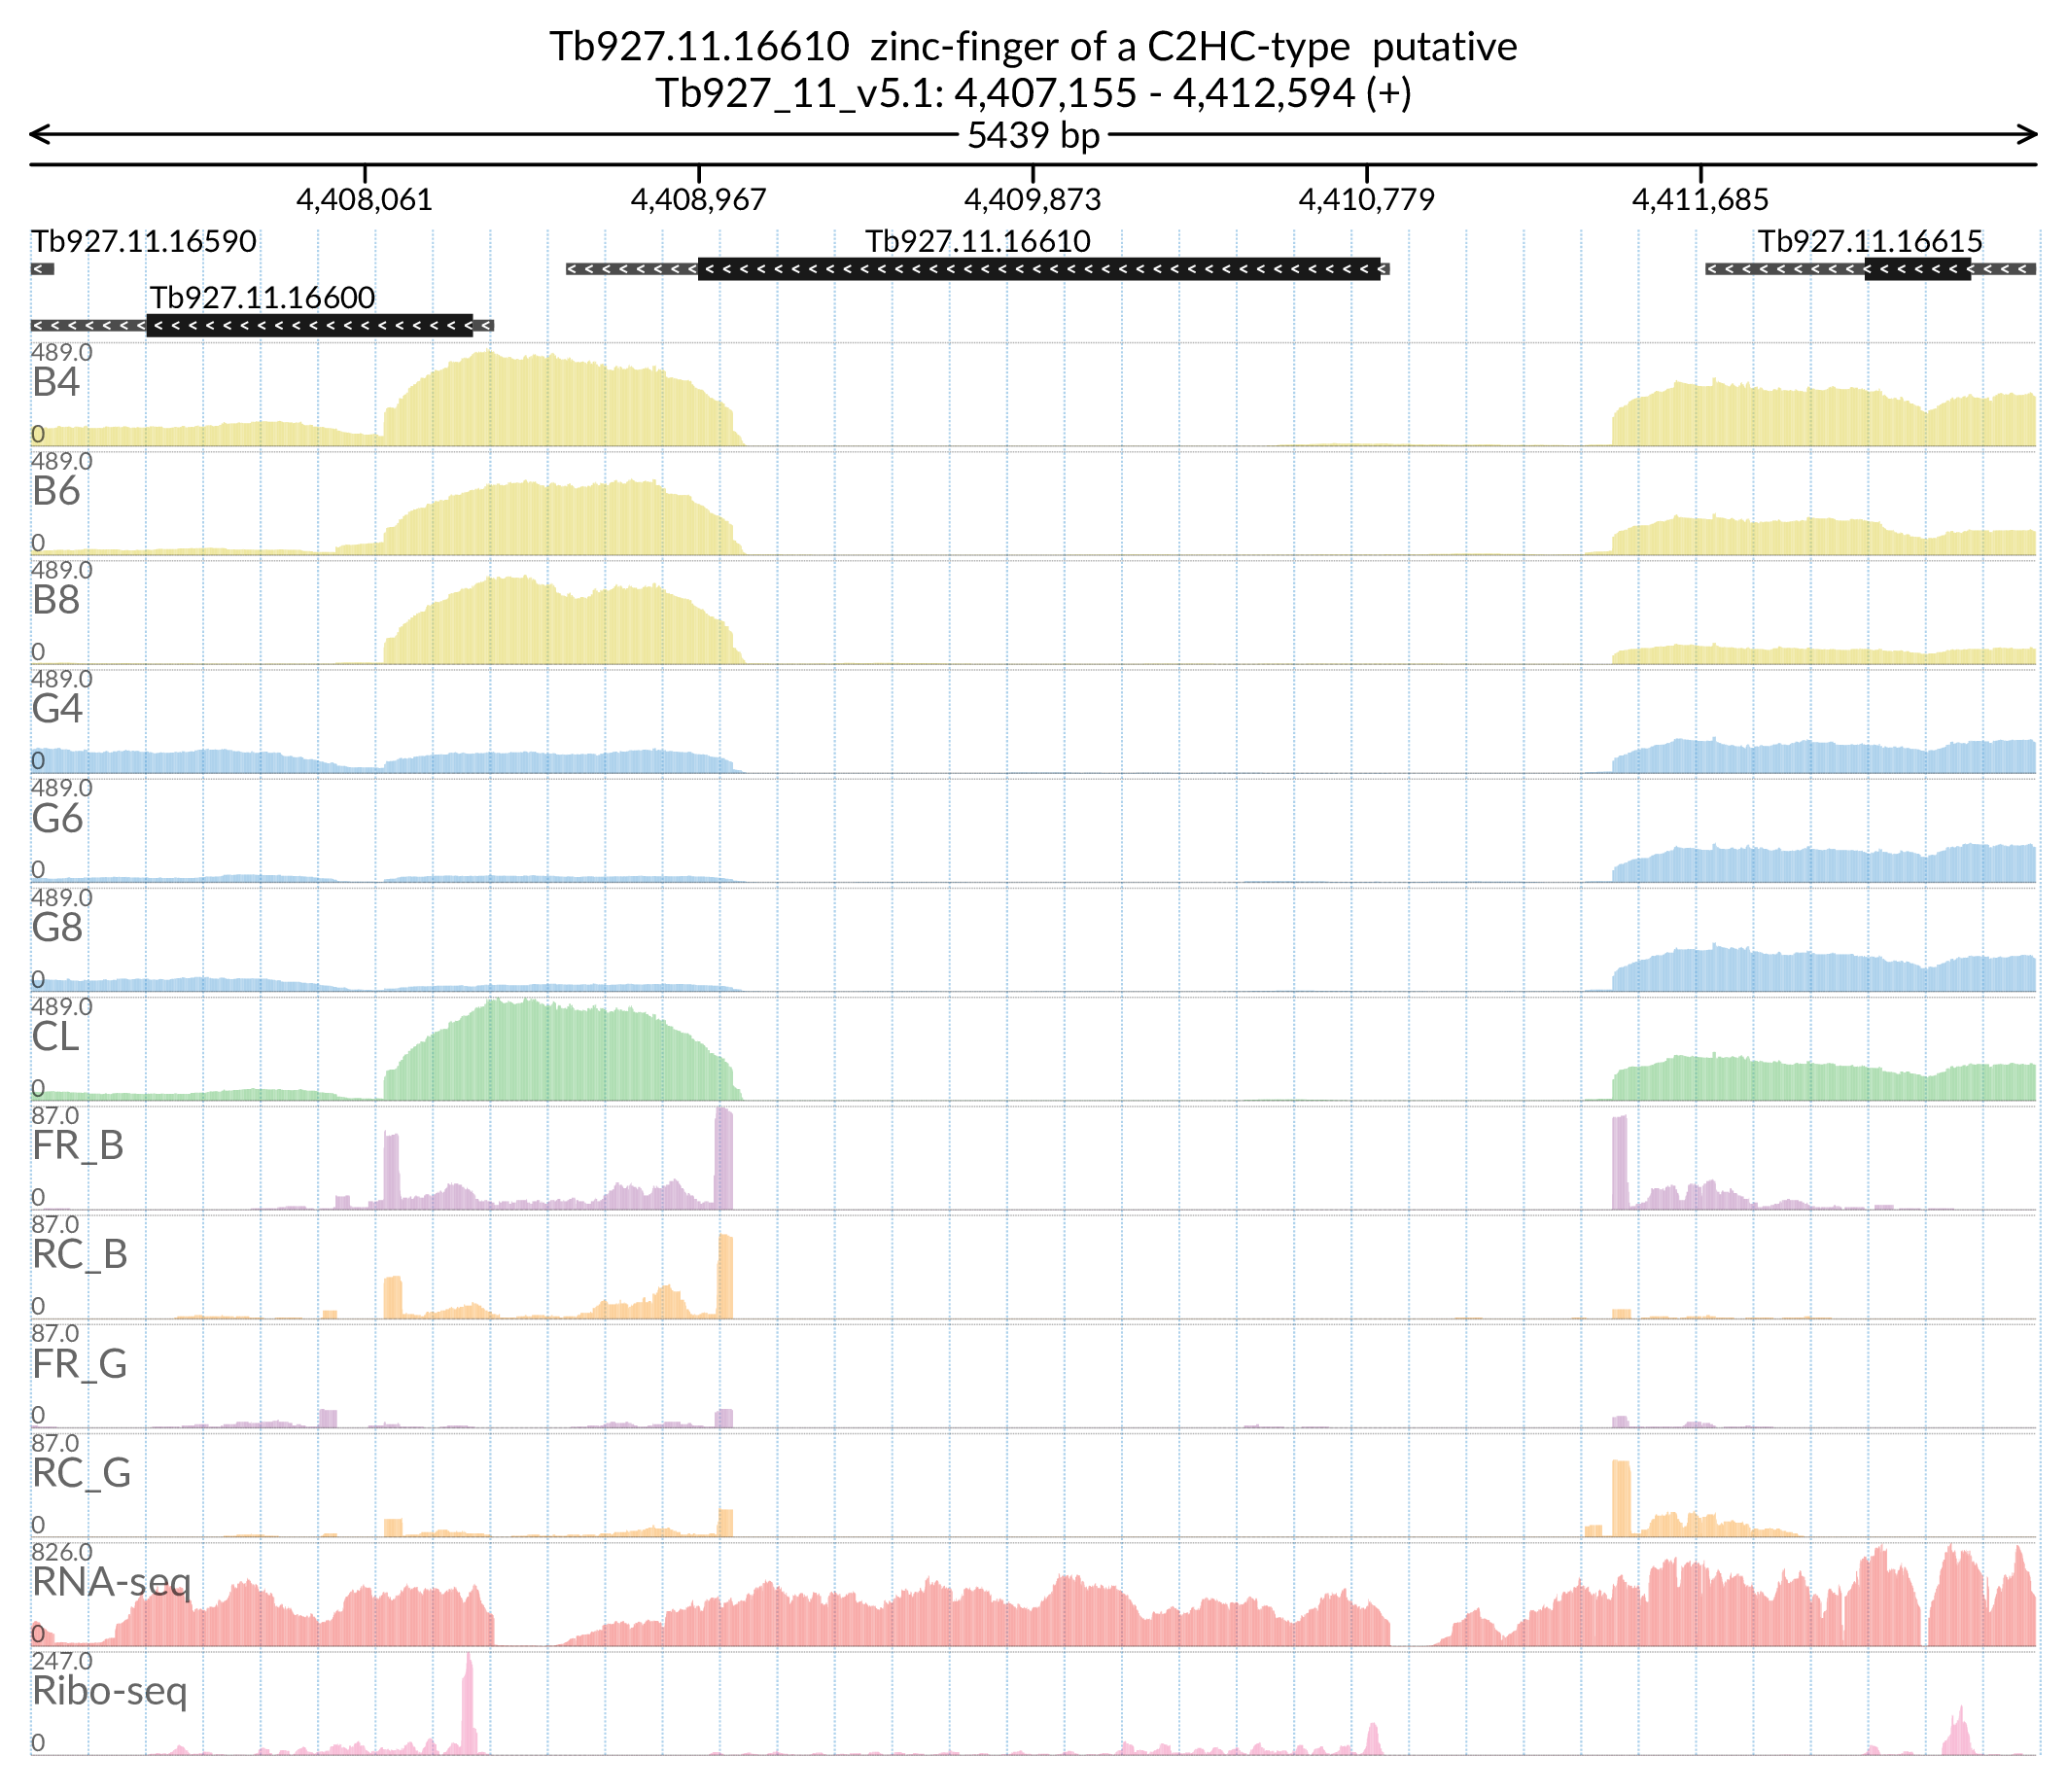 Tb927.11.16610  zinc-finger of a C2HC-type  putative
Tb927_11_v5.1: 4,407,155 - 4,412,594 (+)
5439 bp
4,408,061 4,408,967 4,409,873 4,410,779 4,411,685
Tb927.11.16590 Tb927.11.16610 Tb927.11.16615
Tb927.11.16600
489.0
B4
0
489.0
B6
0
489.0
B8
0
489.0
G4
0
489.0
G6
0
489.0
G8
0
489.0
CL
0
87.0
FR_B
0
87.0
RC_B
0
87.0
FR_G
0
87.0
RC_G
0
826.0
RNA-seq
0
247.0
Ribo-seq
0